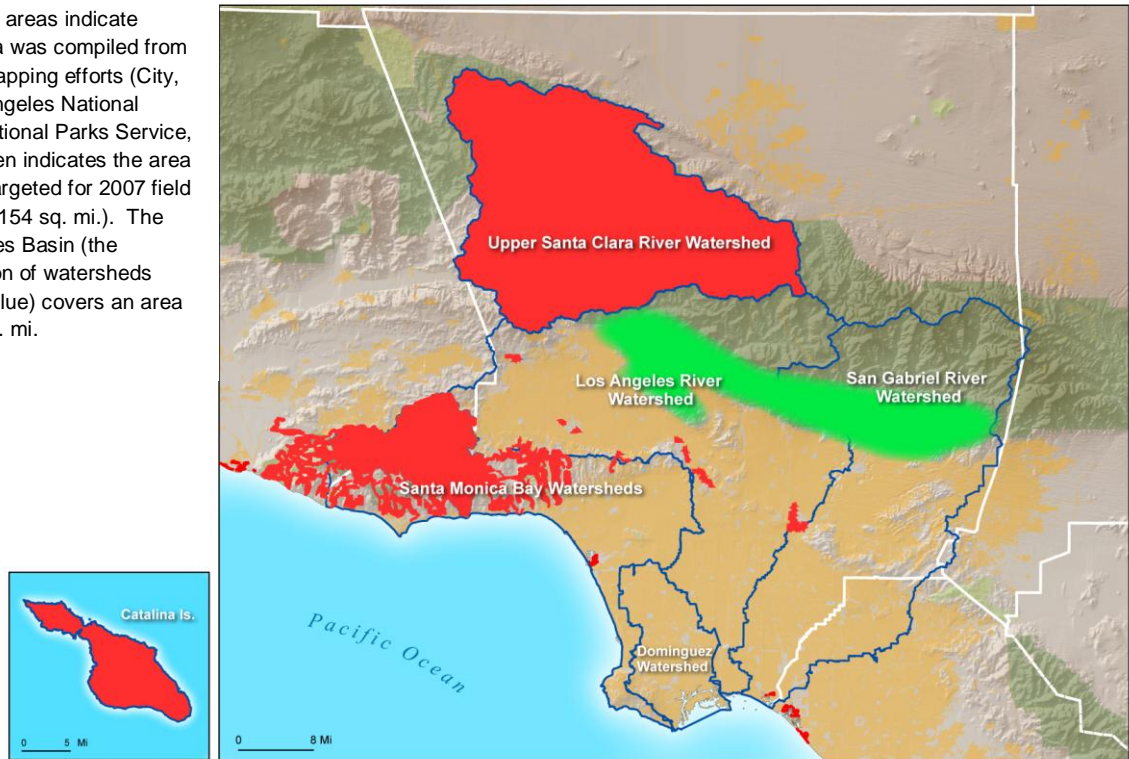 areas indicate
was compiled from
apping efforts (City,
ngeles National
tional Parks Service,
en indicates the area
argeted for 2007 field
154 sq. mi.). The
es Basin (the
on of watersheds
lue) covers an area
. mi.
Upper Santa Clara River Watershed
Los Angeles River
Watershed
San Gabriel River
Watershed
Santa Monica Bay Watersheds
Catalina Is.
Pacific Ocean
Dominguez
Watershed
0 5 Mi
0 8 Mi